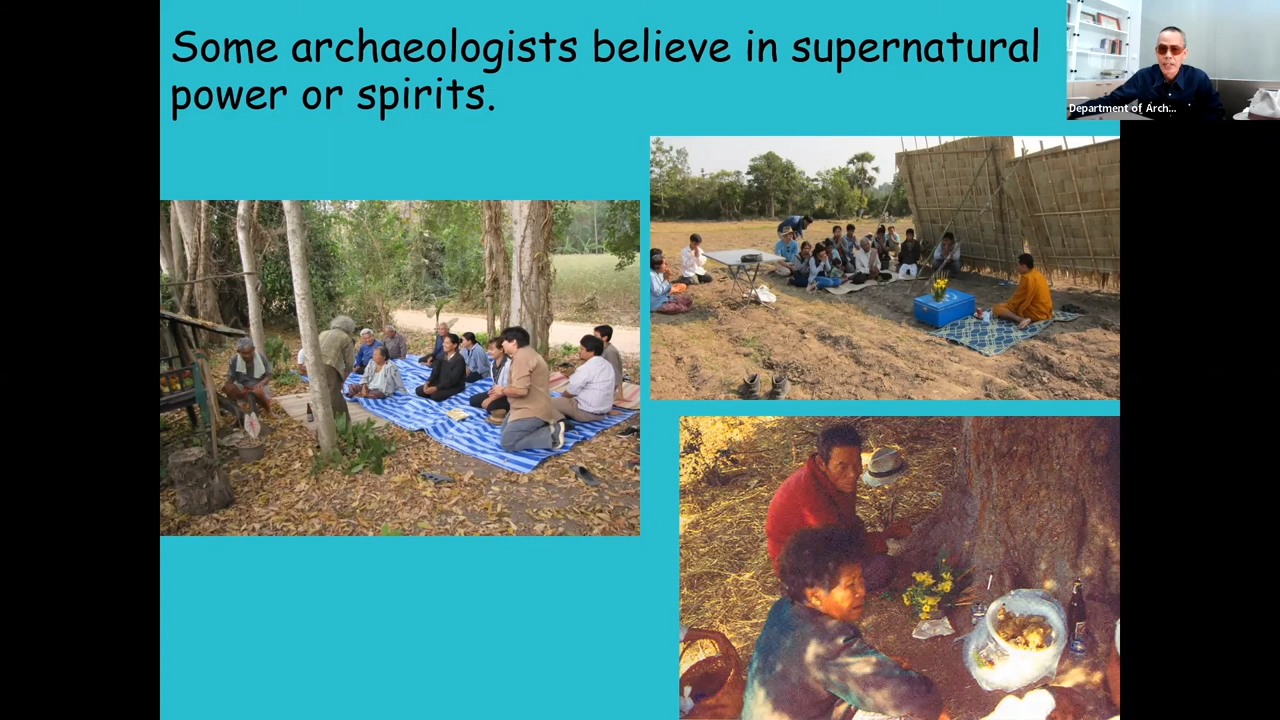 Some archaeologists believe in supernatural
power or spirits.
Department of Arch...